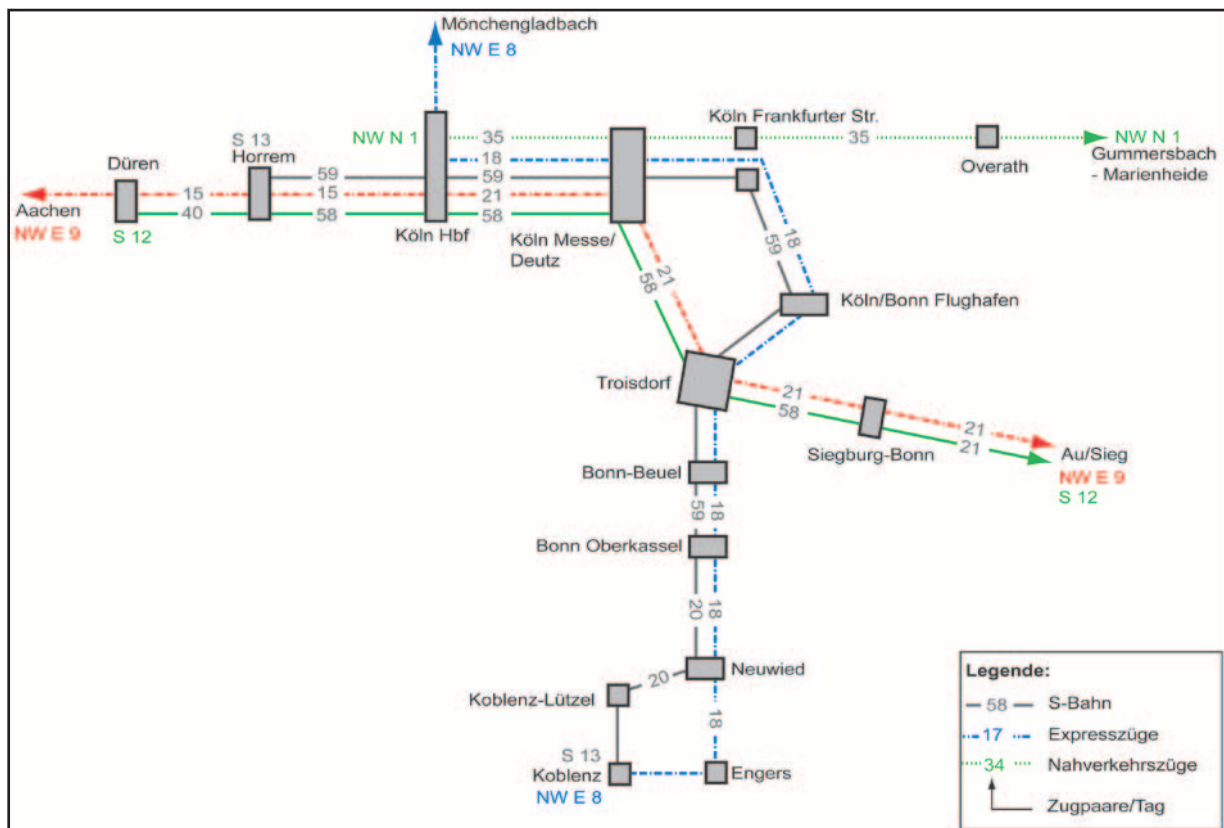 Mönchengladbach
NW E 8
Köln Frankfurter Str.
S 13
Horrem
NW N 1
35
35
NW N 1
Düren
18
Overath
Gummersbach
- Marienheide
59
59
15
15
21
Aachen
NW E 9
40
58
58
S 12
Köln Hbf
Köln Messe/
Deutz
18
59
21
58
Köln/Bonn Flughafen
Troisdorf
21
58
21
21
Siegburg-Bonn
Au/Sieg
NW E 9
S 12
Bonn-Beuel
59
18
Bonn Oberkassel
20
18
Neuwied
20
Koblenz-Lützel
18
S 13
Koblenz
NW E 8
Engers
Legende:
58 S-Bahn
17 Expresszüge
34 Nahverkehrszüge
Zugpaare/Tag